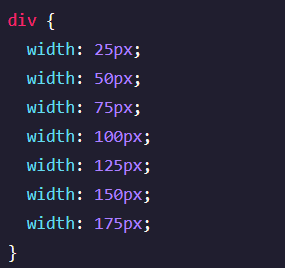 div {
  width: 25px;
  width: 50px;
  width: 75px;
  width: 100px;
  width: 125px;
  width: 150px;
  width: 175px;
}